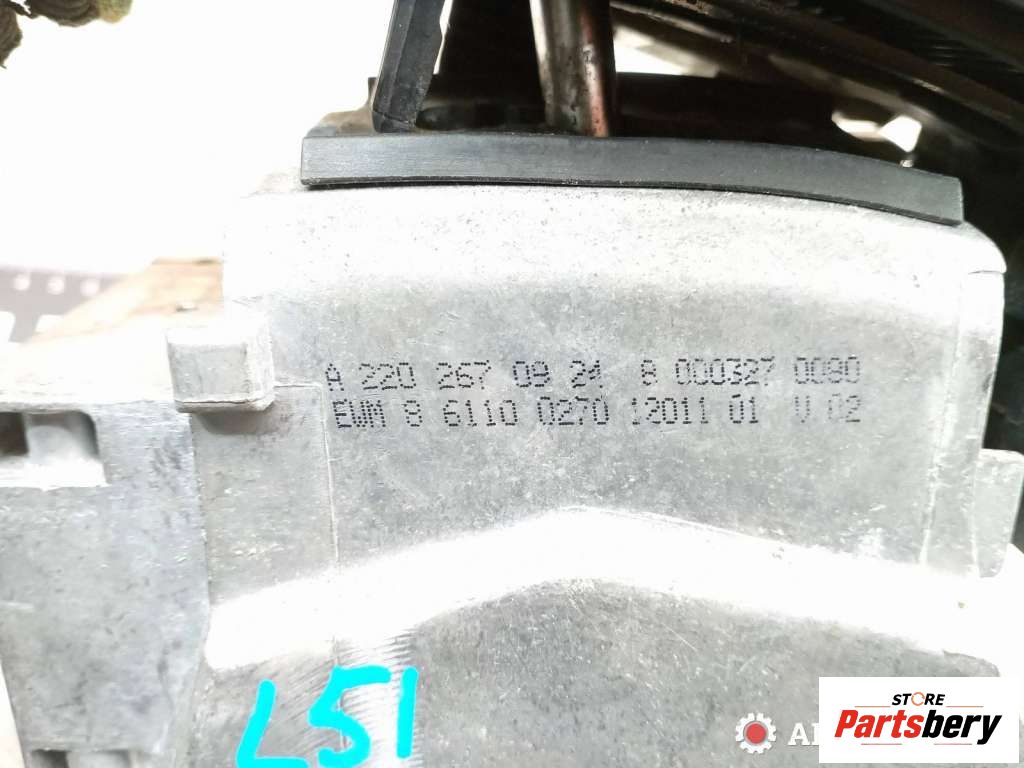 A 220 267 09 24 8 000327 0090
EWM 8 6110 0270 12011 01 V 02
L51
STORE
Partsbery